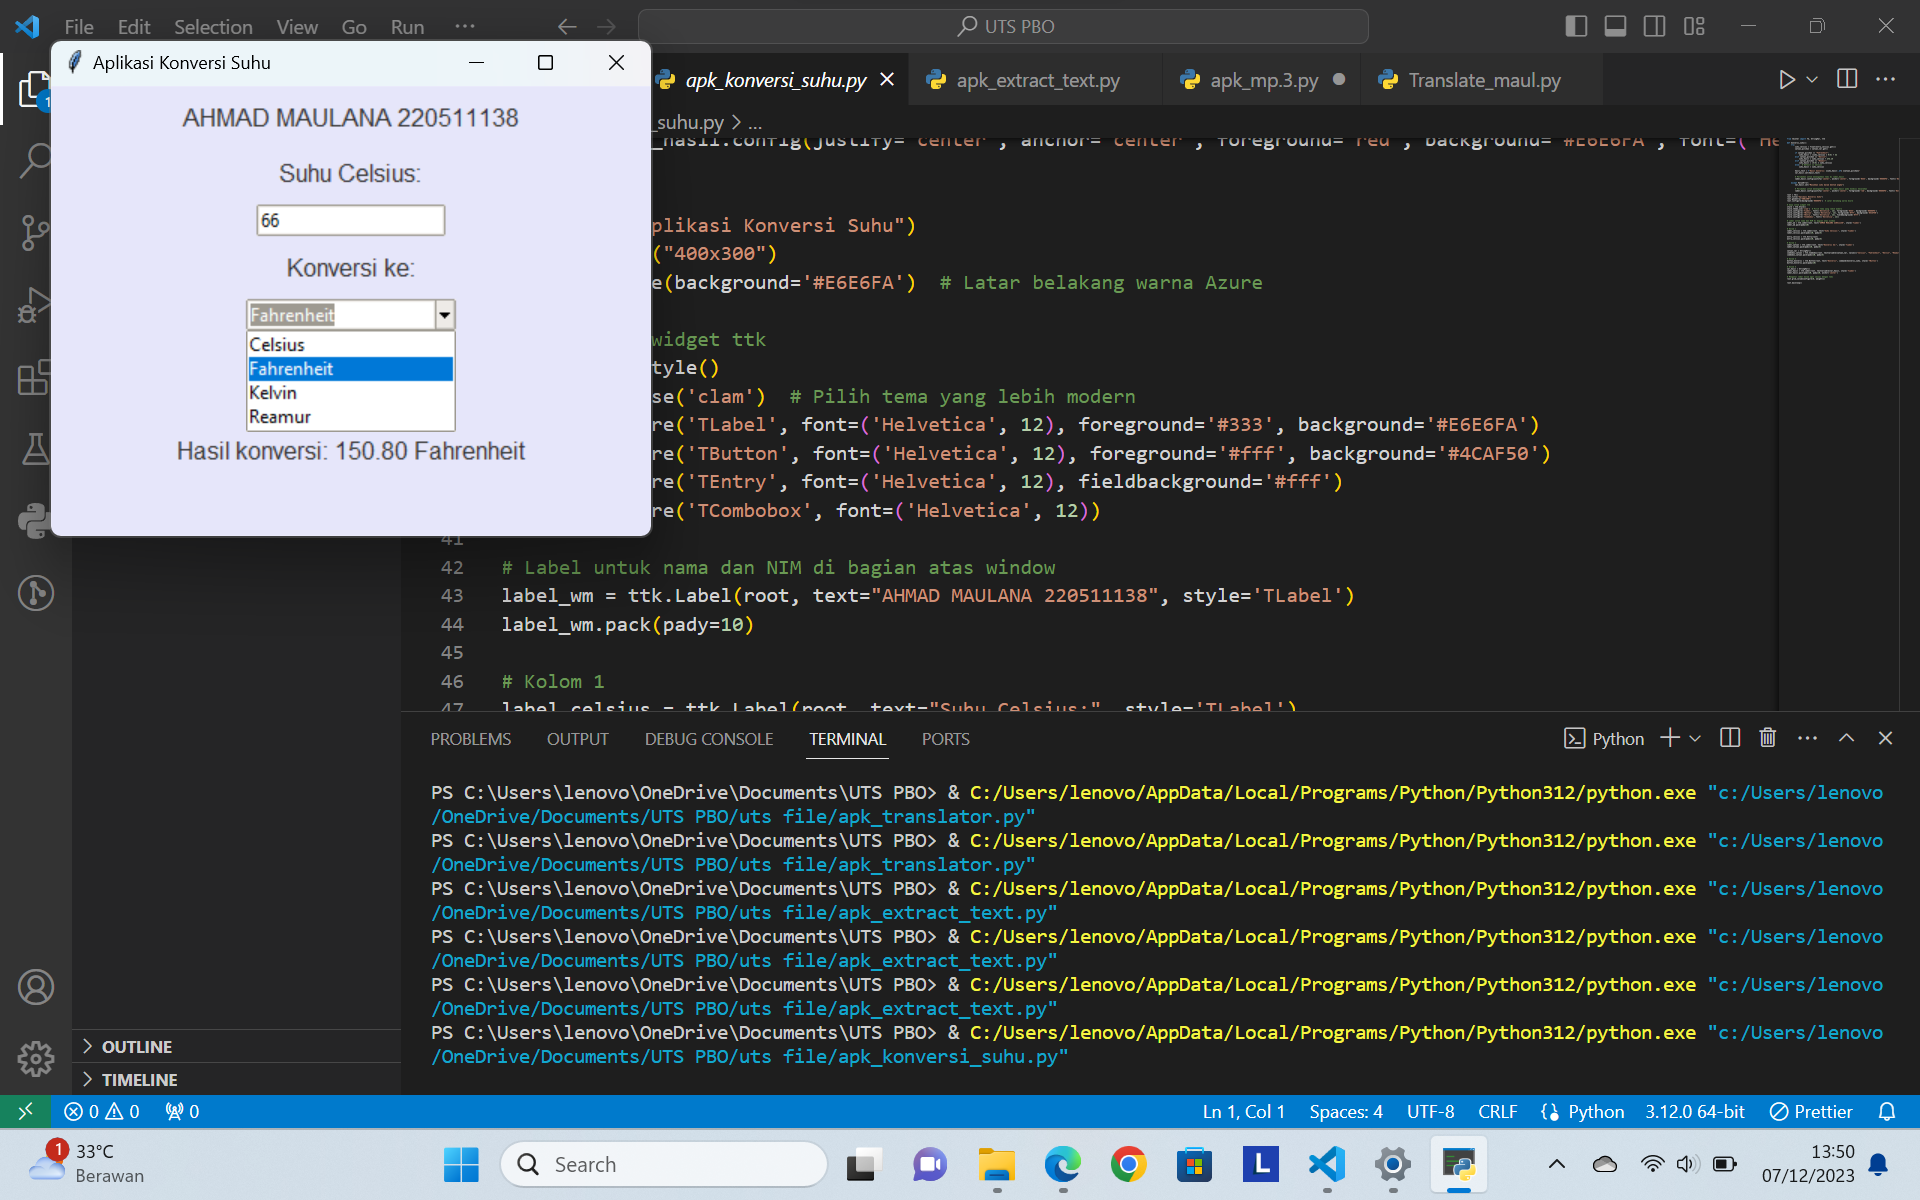 File Edit Selection View Go Run ···
UTS PBO
Aplikasi Konversi Suhu
AHMAD MAULANA 220511138
Suhu Celsius:
66
Konversi ke:
Fahrenheit
Celsius
Fahrenheit
Kelvin
Reamur
Hasil konversi: 150.80 Fahrenheit
apk_konversi_suhu.py
apk_extract_text.py
apk_mp.3.py
Translate_maul.py
_suhu.py > ...
_hasil.config(justify='center', anchor='center', foreground='red', background='#E6E6FA', font=('He
plikasi Konversi Suhu")
("400x300")
e(background='#E6E6FA')  # Latar belakang warna Azure
widget ttk
tyle()
se('clam')  # Pilih tema yang lebih modern
re('TLabel', font=('Helvetica', 12), foreground='#333', background='#E6E6FA')
re('TButton', font=('Helvetica', 12), foreground='#fff', background='#4CAF50')
re('TEntry', font=('Helvetica', 12), fieldbackground='#fff')
re('TCombobox', font=('Helvetica', 12))
41
42 # Label untuk nama dan NIM di bagian atas window
43 label_wm = ttk.Label(root, text="AHMAD MAULANA 220511138", style='TLabel')
44 label_wm.pack(pady=10)
45
46 # Kolom 1
47 label_celsius = ttk.Label(root, text="Suhu Celsius:", style='TLabel')
PROBLEMS OUTPUT DEBUG CONSOLE TERMINAL PORTS
Python
PS C:\Users\lenovo\OneDrive\Documents\UTS PBO> & C:/Users/lenovo/AppData/Local/Programs/Python/Python312/python.exe "c:/Users/lenovo
/OneDrive/Documents/UTS PBO/uts file/apk_translator.py"
PS C:\Users\lenovo\OneDrive\Documents\UTS PBO> & C:/Users/lenovo/AppData/Local/Programs/Python/Python312/python.exe "c:/Users/lenovo
/OneDrive/Documents/UTS PBO/uts file/apk_translator.py"
PS C:\Users\lenovo\OneDrive\Documents\UTS PBO> & C:/Users/lenovo/AppData/Local/Programs/Python/Python312/python.exe "c:/Users/lenovo
/OneDrive/Documents/UTS PBO/uts file/apk_extract_text.py"
PS C:\Users\lenovo\OneDrive\Documents\UTS PBO> & C:/Users/lenovo/AppData/Local/Programs/Python/Python312/python.exe "c:/Users/lenovo
/OneDrive/Documents/UTS PBO/uts file/apk_extract_text.py"
PS C:\Users\lenovo\OneDrive\Documents\UTS PBO> & C:/Users/lenovo/AppData/Local/Programs/Python/Python312/python.exe "c:/Users/lenovo
/OneDrive/Documents/UTS PBO/uts file/apk_extract_text.py"
PS C:\Users\lenovo\OneDrive\Documents\UTS PBO> & C:/Users/lenovo/AppData/Local/Programs/Python/Python312/python.exe "c:/Users/lenovo
/OneDrive/Documents/UTS PBO/uts file/apk_konversi_suhu.py"
OUTLINE
TIMELINE
1
0 0 0
Ln 1, Col 1 Spaces: 4 UTF-8 CRLF Python 3.12.0 64-bit Prettier
1
33°C
Berawan
Search
L
13:50
07/12/2023